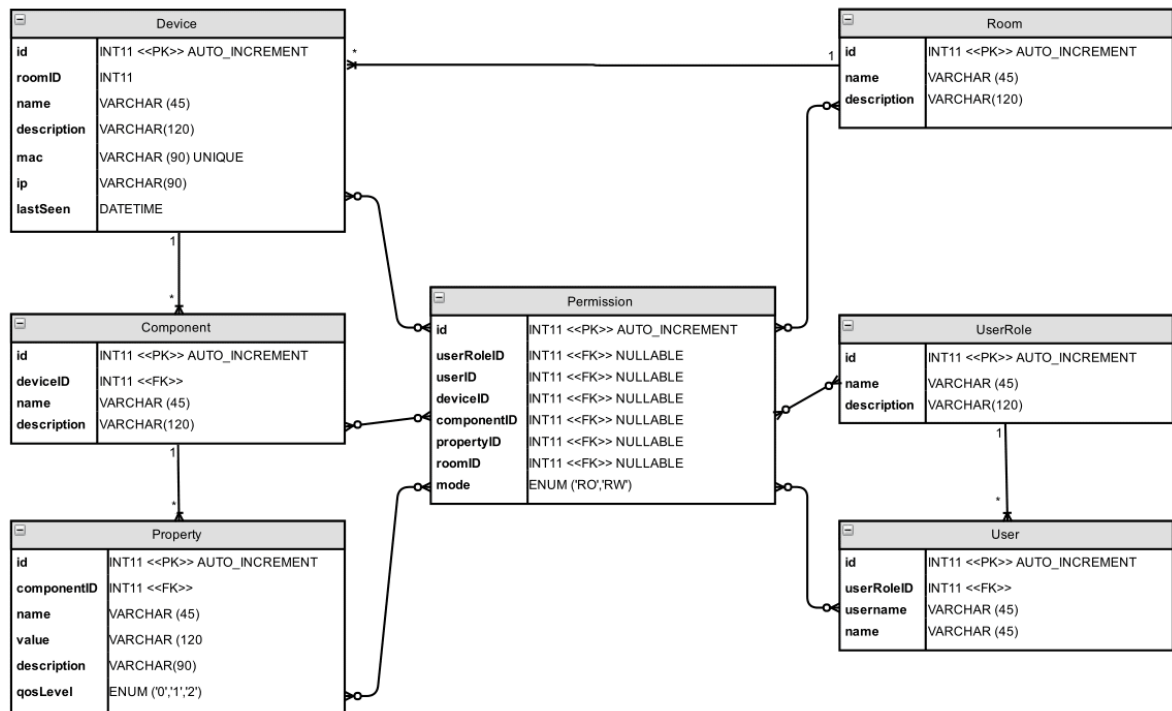 Device
id INT11 <<PK>> AUTO_INCREMENT
roomID INT11
name VARCHAR (45)
description VARCHAR(120)
mac VARCHAR (90) UNIQUE
ip VARCHAR(90)
lastSeen DATETIME
* 1
Room
id INT11 <<PK>> AUTO_INCREMENT
name VARCHAR (45)
description VARCHAR(120)
1
*
Component
id INT11 <<PK>> AUTO_INCREMENT
deviceID INT11 <<FK>>
name VARCHAR (45)
description VARCHAR(120)
Permission
id INT11 <<PK>> AUTO_INCREMENT
userRoleID INT11 <<FK>> NULLABLE
userID INT11 <<FK>> NULLABLE
deviceID INT11 <<FK>> NULLABLE
componentID INT11 <<FK>> NULLABLE
propertyID INT11 <<FK>> NULLABLE
roomID INT11 <<FK>> NULLABLE
mode ENUM ('RO','RW')
UserRole
id INT11 <<PK>> AUTO_INCREMENT
name VARCHAR (45)
description VARCHAR(120)
1
*
Property
id INT11 <<PK>> AUTO_INCREMENT
componentID INT11 <<FK>>
name VARCHAR (45)
value VARCHAR (120
description VARCHAR(90)
qosLevel ENUM ('0','1','2')
1
*
User
id INT11 <<PK>> AUTO_INCREMENT
userRoleID INT11 <<FK>>
username VARCHAR (45)
name VARCHAR (45)